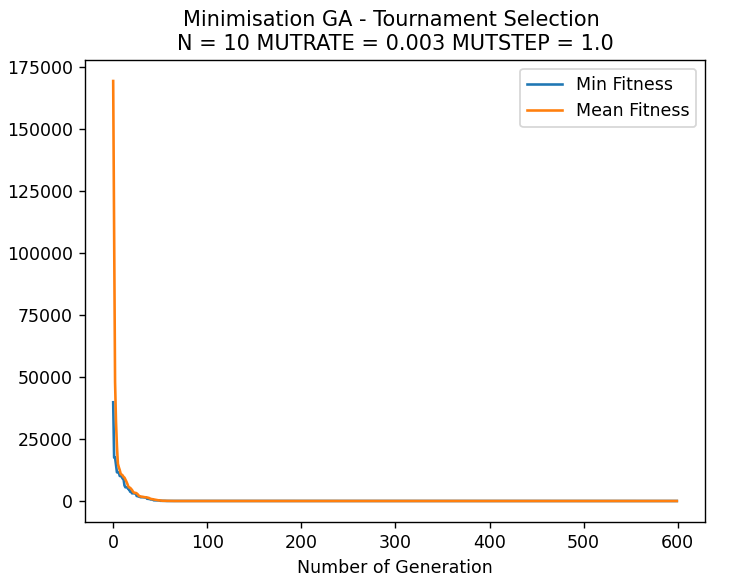 Minimisation GA - Tournament Selection
N = 10 MUTRATE = 0.003 MUTSTEP = 1.0
Min Fitness
Mean Fitness
175000
150000
125000
100000
75000
50000
25000
0
0 100 200 300 400 500 600
Number of Generation